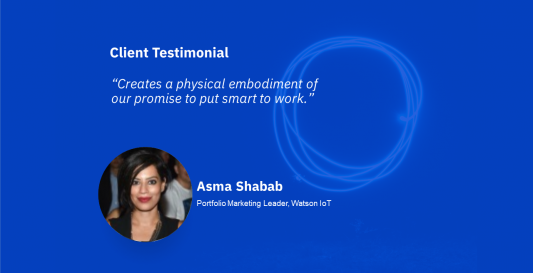 Client Testimonial
“Creates a physical embodiment of
our promise to put smart to work.”
Asma Shabab
Portfolio Marketing Leader, Watson IoT